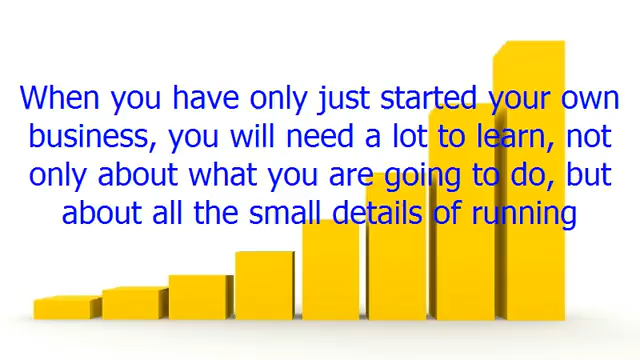 When you have only just started your own
business, you will need a lot to learn, not
only about what you are going to do, but
about all the small details of running